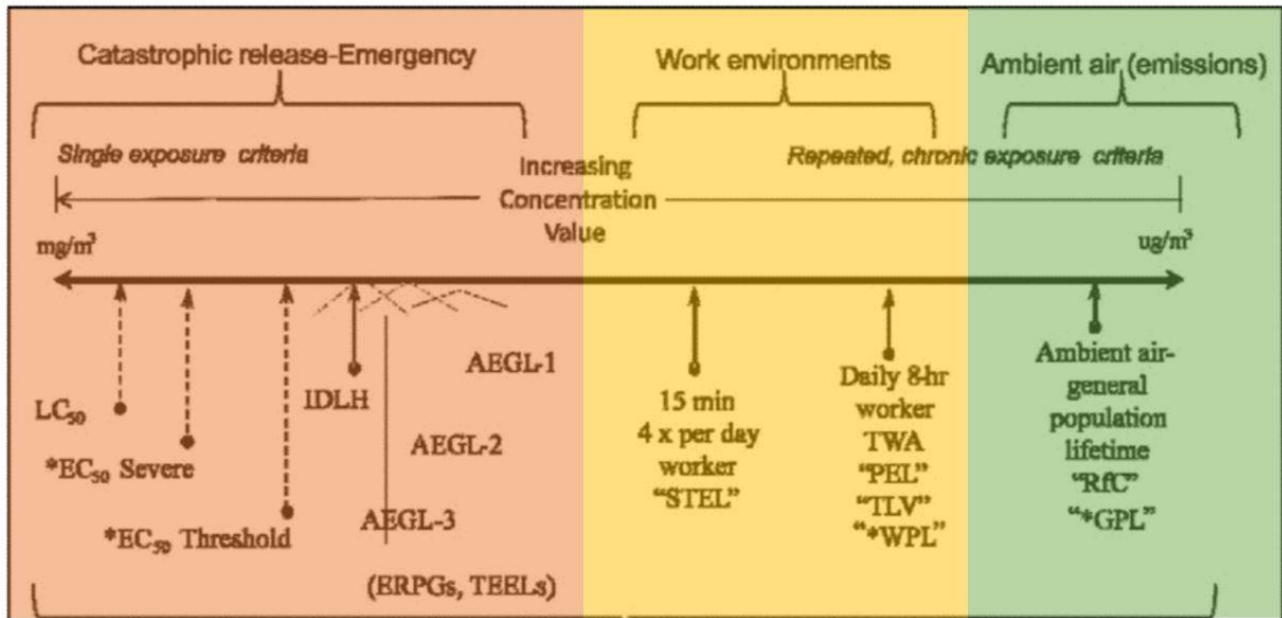 Catastrophic release-Emergency
Work environments
Ambient air (emissions)
Single exposure criteria
Repeated, chronic exposure criteria
Increasing
Concentration
Value
mg/m³
ug/m³
LC₅₀
*EC₅₀ Severe
*EC₅₀ Threshold
IDLH
AEGL-1
AEGL-2
AEGL-3
(ERPGs, TEELs)
15 min
4 x per day
worker
“STEL”
Daily 8-hr
worker
TWA
“PEL”
“TLV”
“*WPL”
Ambient air-
general
population
lifetime
“RfC”
“*GPL”